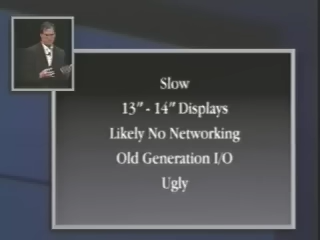 Slow
13″ - 14″ Displays
Likely No Networking
Old Generation I/O
Ugly